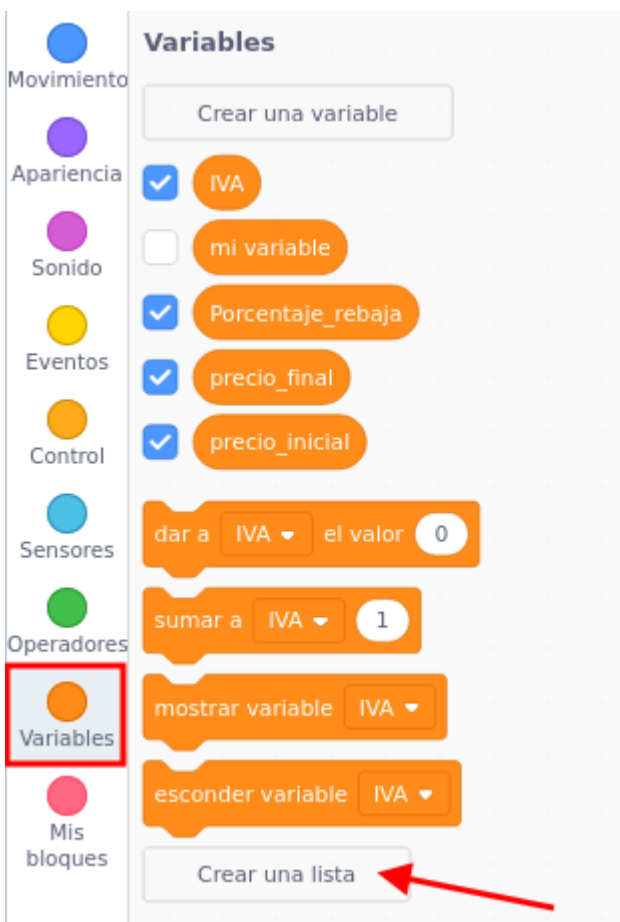 Movimiento
Apariencia
Sonido
Eventos
Control
Sensores
Operadores
Variables
Mis
bloques
Variables
Crear una variable
IVA
mi variable
Porcentaje_rebaja
precio_final
precio_inicial
dar a IVA el valor 0
sumar a IVA 1
mostrar variable IVA
esconder variable IVA
Crear una lista